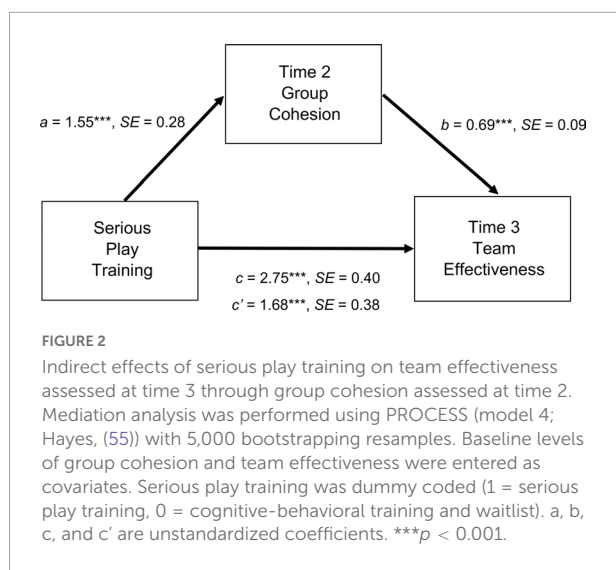 Time 2
Group
Cohesion
a = 1.55***, SE = 0.28
b = 0.69***, SE = 0.09
Serious
Play
Training
Time 3
Team
Effectiveness
c = 2.75***, SE = 0.40
c' = 1.68***, SE = 0.38
FIGURE 2
Indirect effects of serious play training on team effectiveness
assessed at time 3 through group cohesion assessed at time 2.
Mediation analysis was performed using PROCESS (model 4;
Hayes, (55)) with 5,000 bootstrapping resamples. Baseline levels
of group cohesion and team effectiveness were entered as
covariates. Serious play training was dummy coded (1 = serious
play training, 0 = cognitive-behavioral training and waitlist). a, b,
c, and c’ are unstandardized coefficients. ***p < 0.001.